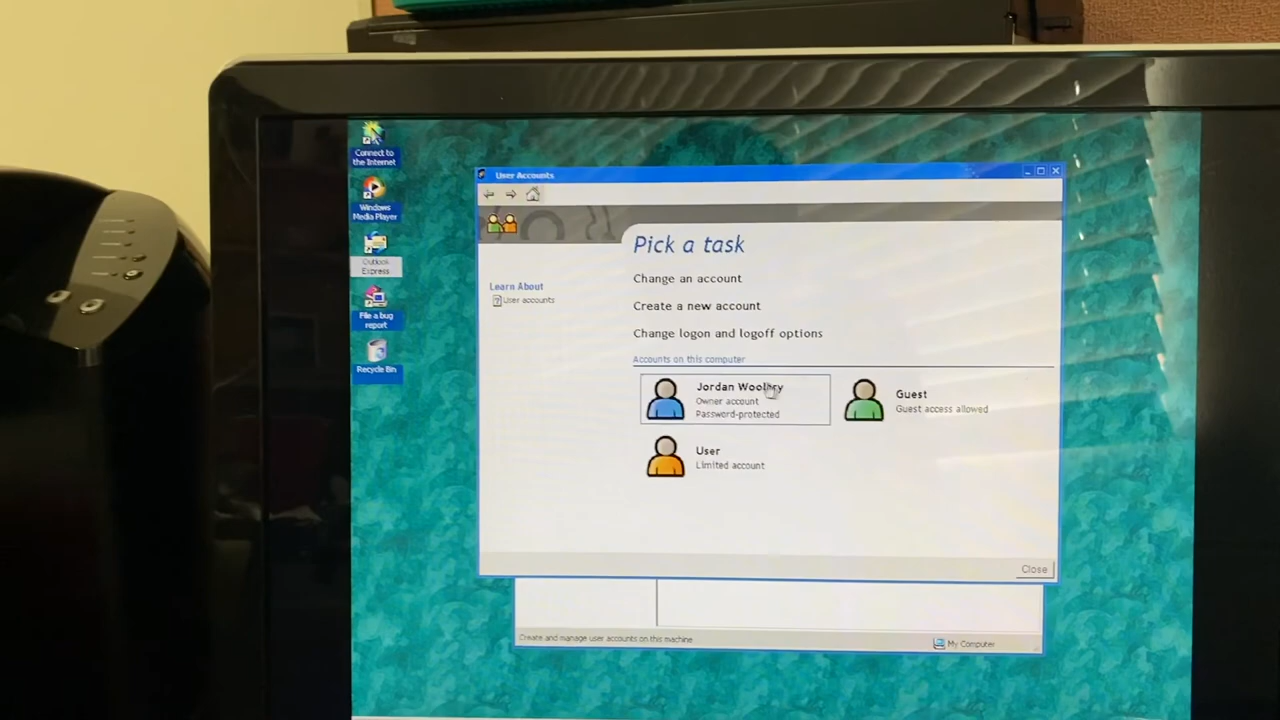 Connect to
the Internet
Windows
Media Player
Outlook
Express
File a bug
report
Recycle Bin
User Accounts
Learn About
User accounts
Pick a task
Change an account
Create a new account
Change logon and logoff options
Accounts on this computer
Jordan
Owner account
Password-protected
Guest
Guest access allowed
User
Limited account
Close
Create and manage user accounts on this machine
My Computer